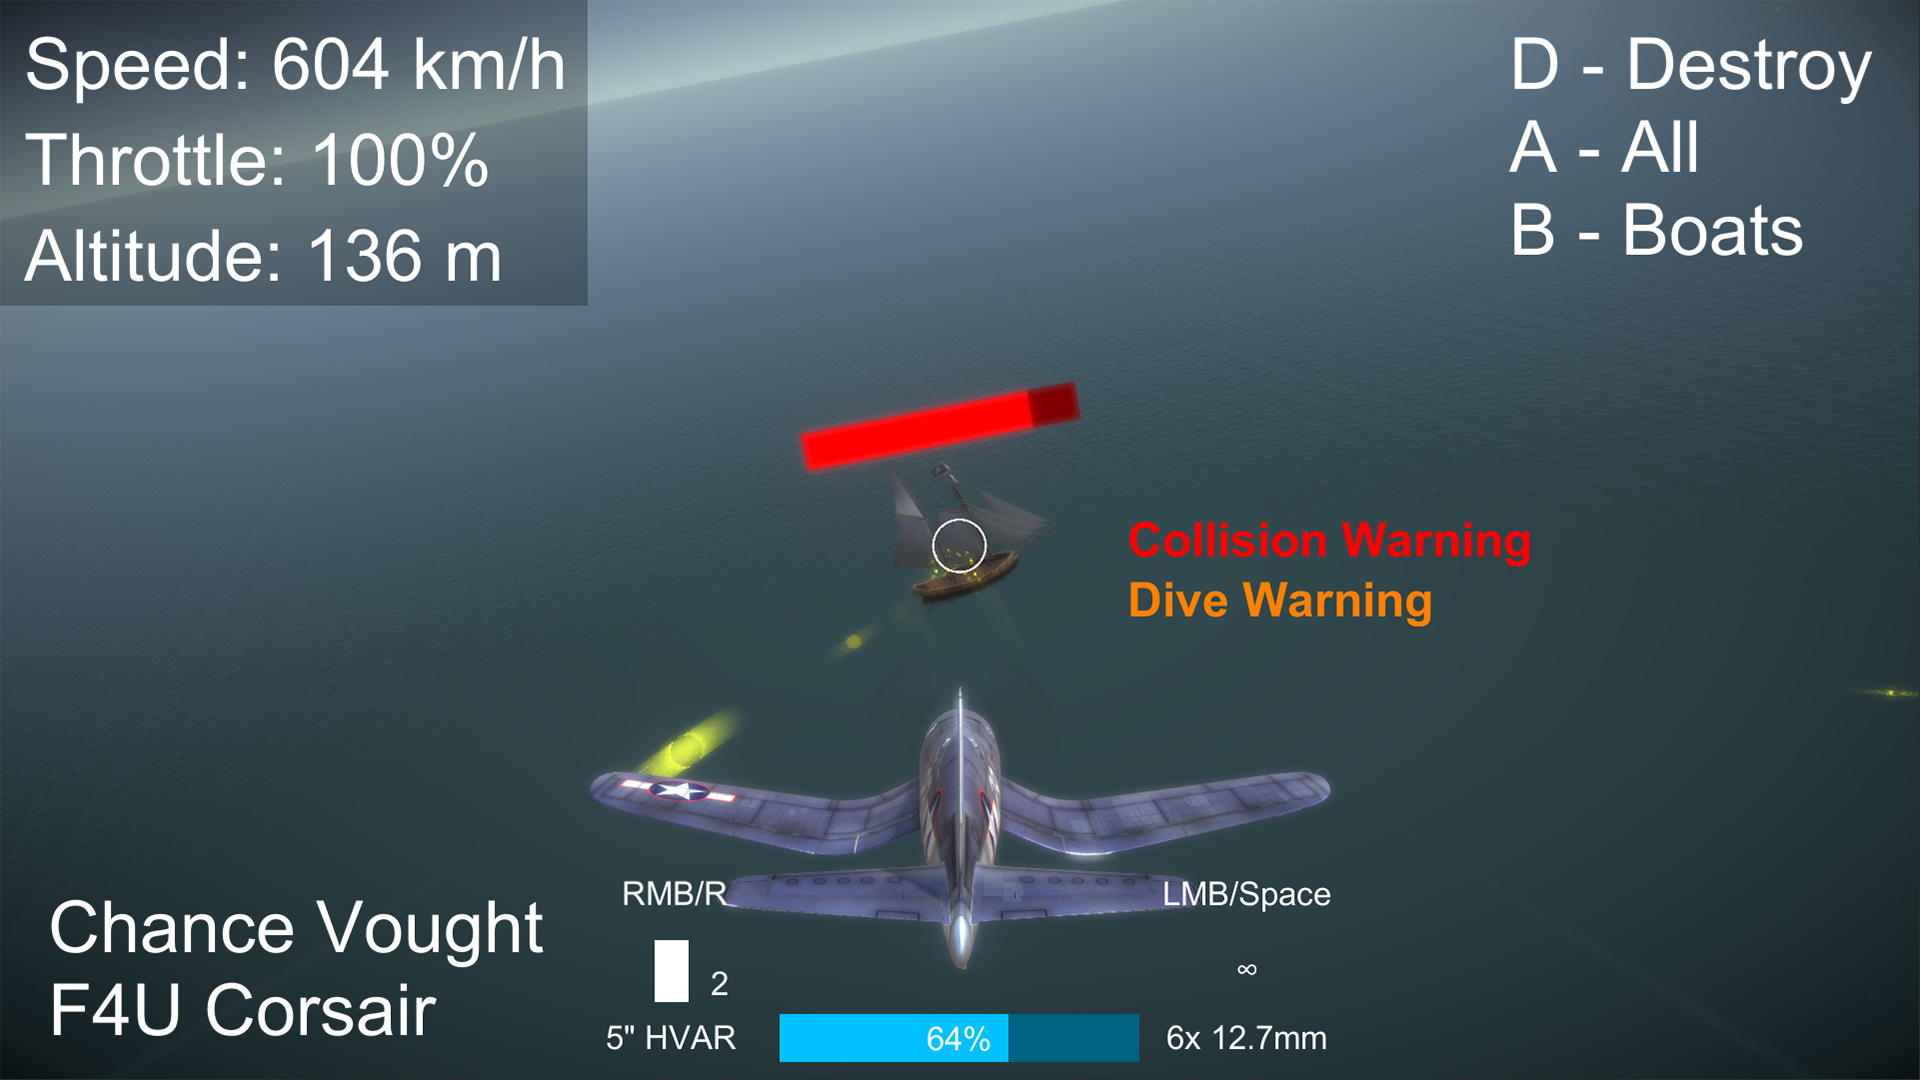 Speed: 604 km/h
Throttle: 100%
Altitude: 136 m
D - Destroy
A - All
B - Boats
Collision Warning
Dive Warning
Chance Vought
F4U Corsair
RMB/R
2
5" HVAR
64%
LMB/Space
∞
6x 12.7mm